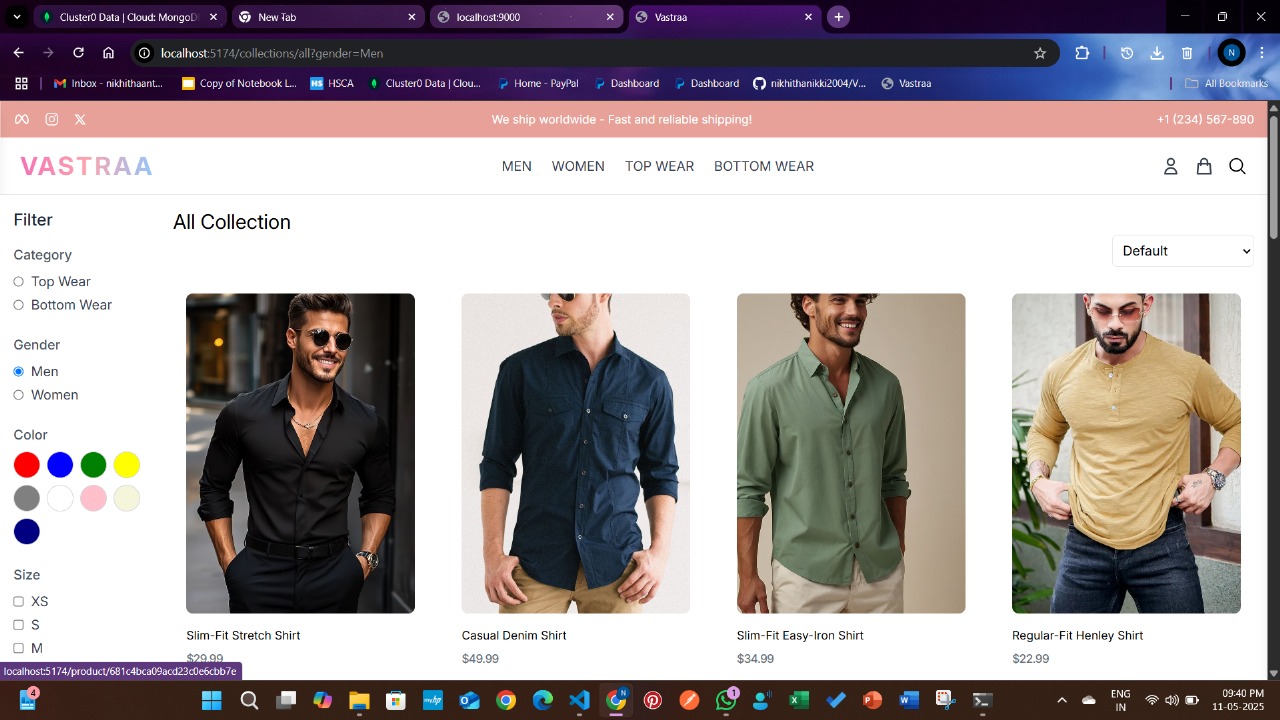 Cluster0 Data | Cloud: MongoD
New Tab
localhost:9000
Vastraa
localhost:5174/collections/all?gender=Men
N
Inbox - nikhithaant...
Copy of Notebook L...
HS HSCA
Cluster0 Data | Clou...
Home - PayPal
Dashboard
Dashboard
nikhithanikki2004/V...
Vastraa
All Bookmarks
We ship worldwide - Fast and reliable shipping!
+1 (234) 567-890
VASTRAA
MEN
WOMEN
TOP WEAR
BOTTOM WEAR
Filter
All Collection
Default
Category
Top Wear
Bottom Wear
Gender
Men
Women
Color
Size
XS
S
M
Slim-Fit Stretch Shirt
$29.99
Casual Denim Shirt
$49.99
Slim-Fit Easy-Iron Shirt
$34.99
Regular-Fit Henley Shirt
$22.99
localhost:5174/product/681c4bca09acd23c0e6cbb7e
4
1
ENG
IN
09:40 PM
11-05-2025